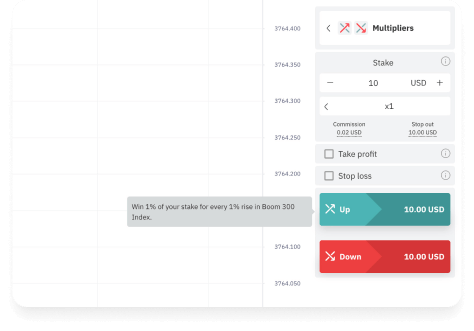 3764.400
3764.350
3764.300
3764.250
3764.200
3764.100
3764.050
Multipliers
Stake
− 10 USD +
x1
Commission Stop out
0.02 USD 10.00 USD
Take profit
Stop loss
Win 1% of your stake for every 1% rise in Boom 300
Index.
Up 10.00 USD
Down 10.00 USD